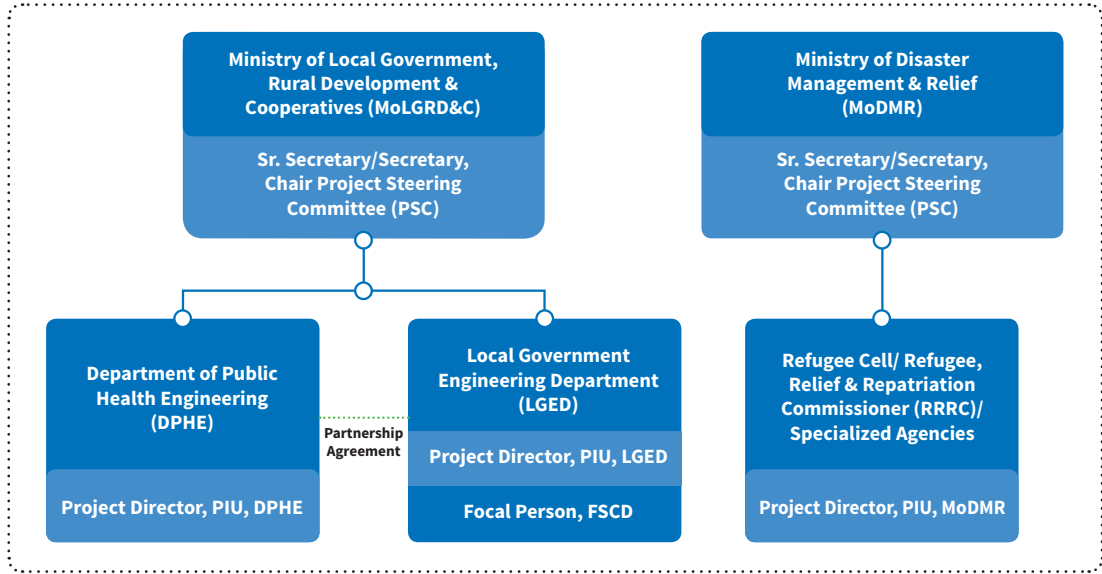 Ministry of Local Government,
Rural Development &
Cooperatives (MoLGRD&C)
Sr. Secretary/Secretary,
Chair Project Steering
Committee (PSC)
Ministry of Disaster
Management & Relief
(MoDMR)
Sr. Secretary/Secretary,
Chair Project Steering
Committee (PSC)
Department of Public
Health Engineering
(DPHE)
Project Director, PIU, DPHE
Partnership
Agreement
Local Government
Engineering Department
(LGED)
Project Director, PIU, LGED
Focal Person, FSCD
Refugee Cell/ Refugee,
Relief & Repatriation
Commissioner (RRRC)/
Specialized Agencies
Project Director, PIU, MoDMR